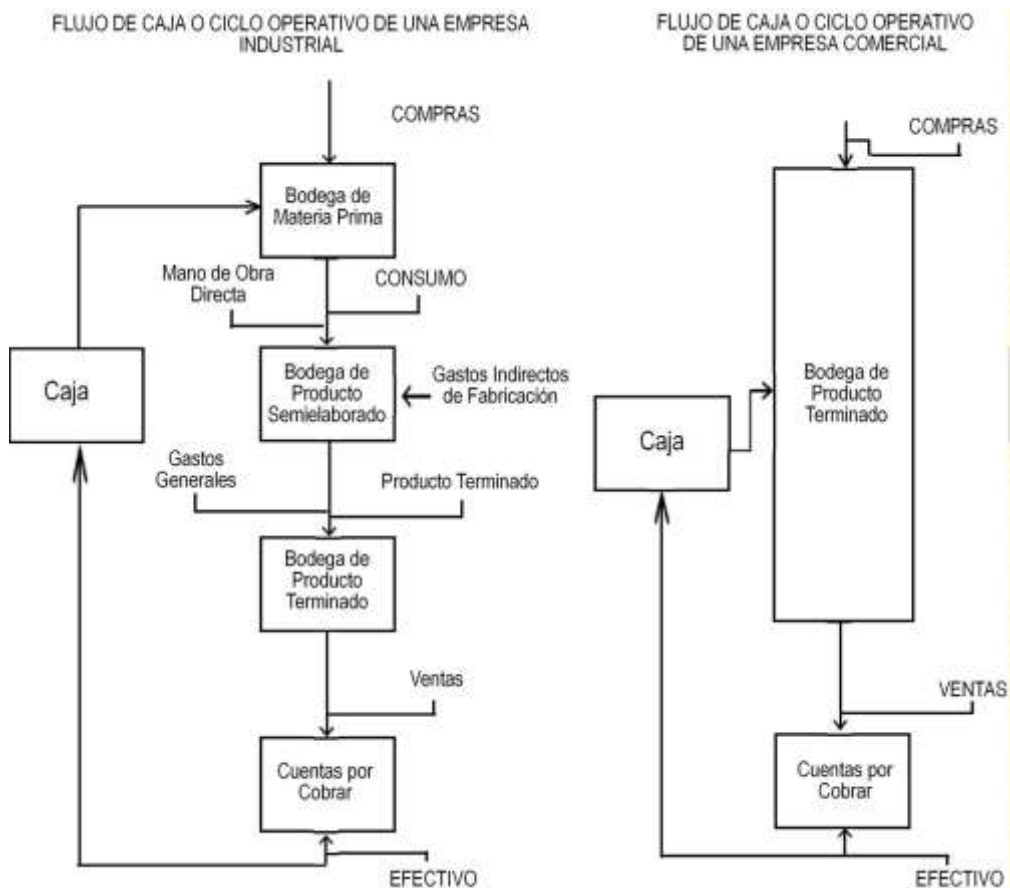 FLUJO DE CAJA O CICLO OPERATIVO DE UNA EMPRESA
INDUSTRIAL
COMPRAS
Bodega de
Materia Prima
Mano de Obra
Directa
CONSUMO
Caja
Bodega de
Producto
Semielaborado
Gastos Indirectos
de Fabricación
Gastos
Generales
Producto Terminado
Bodega de
Producto
Terminado
Ventas
Cuentas por
Cobrar
EFECTIVO
FLUJO DE CAJA O CICLO OPERATIVO
DE UNA EMPRESA COMERCIAL
COMPRAS
Bodega de
Producto
Terminado
Caja
VENTAS
Cuentas por
Cobrar
EFECTIVO